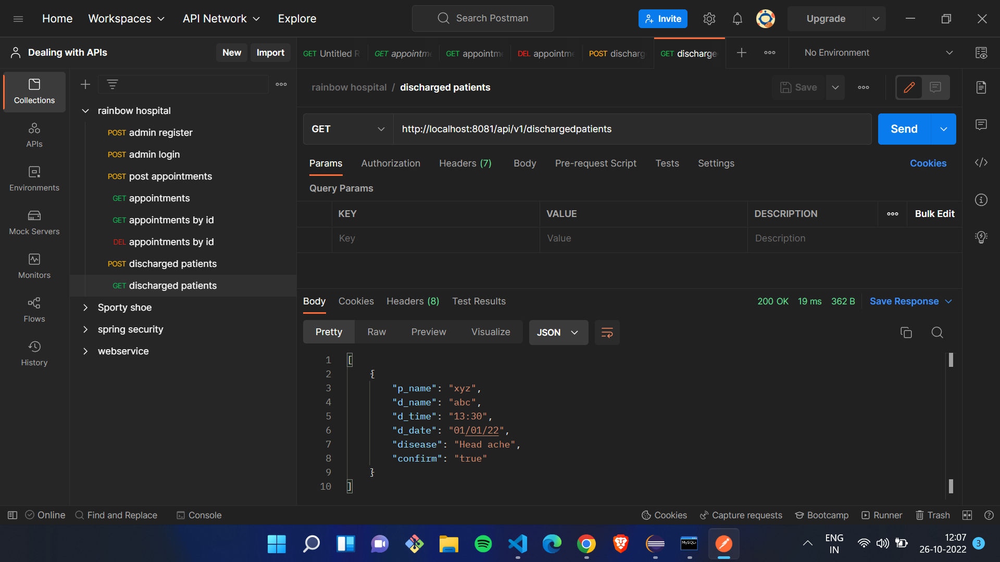 Home Workspaces API Network Explore Search Postman Invite Upgrade
Dealing with APIs New Import GET Untitled R GET appointme GET appointme DEL appointme POST discharg GET discharge No Environment
Collections
APIs
Environments
Mock Servers
Monitors
Flows
History
rainbow hospital
POST admin register
POST admin login
POST post appointments
GET appointments
GET appointments by id
DEL appointments by id
POST discharged patients
GET discharged patients
Sporty shoe
spring security
webservice
rainbow hospital / discharged patients Save
GET http://localhost:8081/api/v1/dischargedpatients Send
Params Authorization Headers (7) Body Pre-request Script Tests Settings Cookies
Query Params
KEY VALUE DESCRIPTION Bulk Edit
Key Value Description
Body Cookies Headers (8) Test Results 200 OK 19 ms 362 B Save Response
Pretty Raw Preview Visualize JSON
1 [
2 {
3 "p_name": "xyz",
4 "d_name": "abc",
5 "d_time": "13:30",
6 "d_date": "01/01/22",
7 "disease": "Head ache",
8 "confirm": "true"
9 }
10 ]
Online Find and Replace Console Cookies Capture requests Bootcamp Runner Trash
MySQL
ENG
IN
12:07
26-10-2022
3